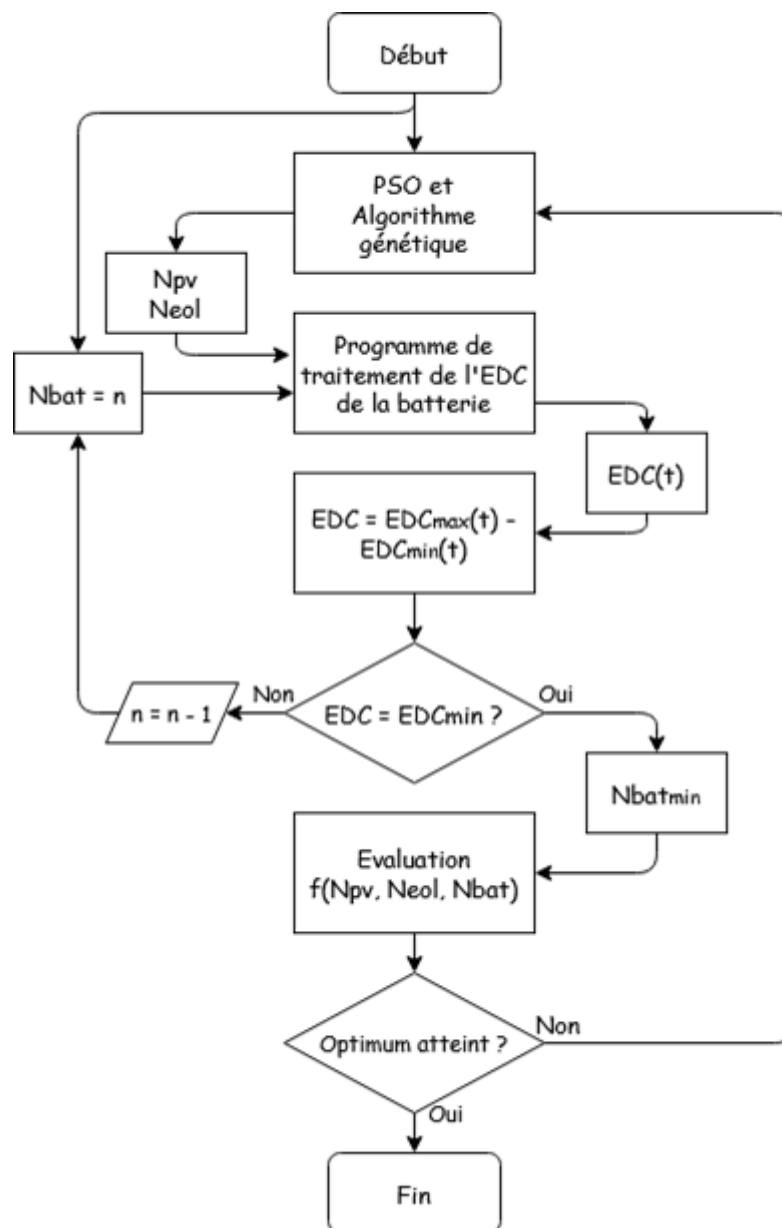 Début
PSO et
Algorithme
génétique
Npv
Neol
Programme de
traitement de l'EDC
de la batterie
Nbat = n
EDC(t)
EDC = EDCmax(t) -
EDCmin(t)
Non
Oui
n = n - 1
EDC = EDCmin ?
Nbatmin
Evaluation
f(Npv, Neol, Nbat)
Non
Optimum atteint ?
Oui
Fin